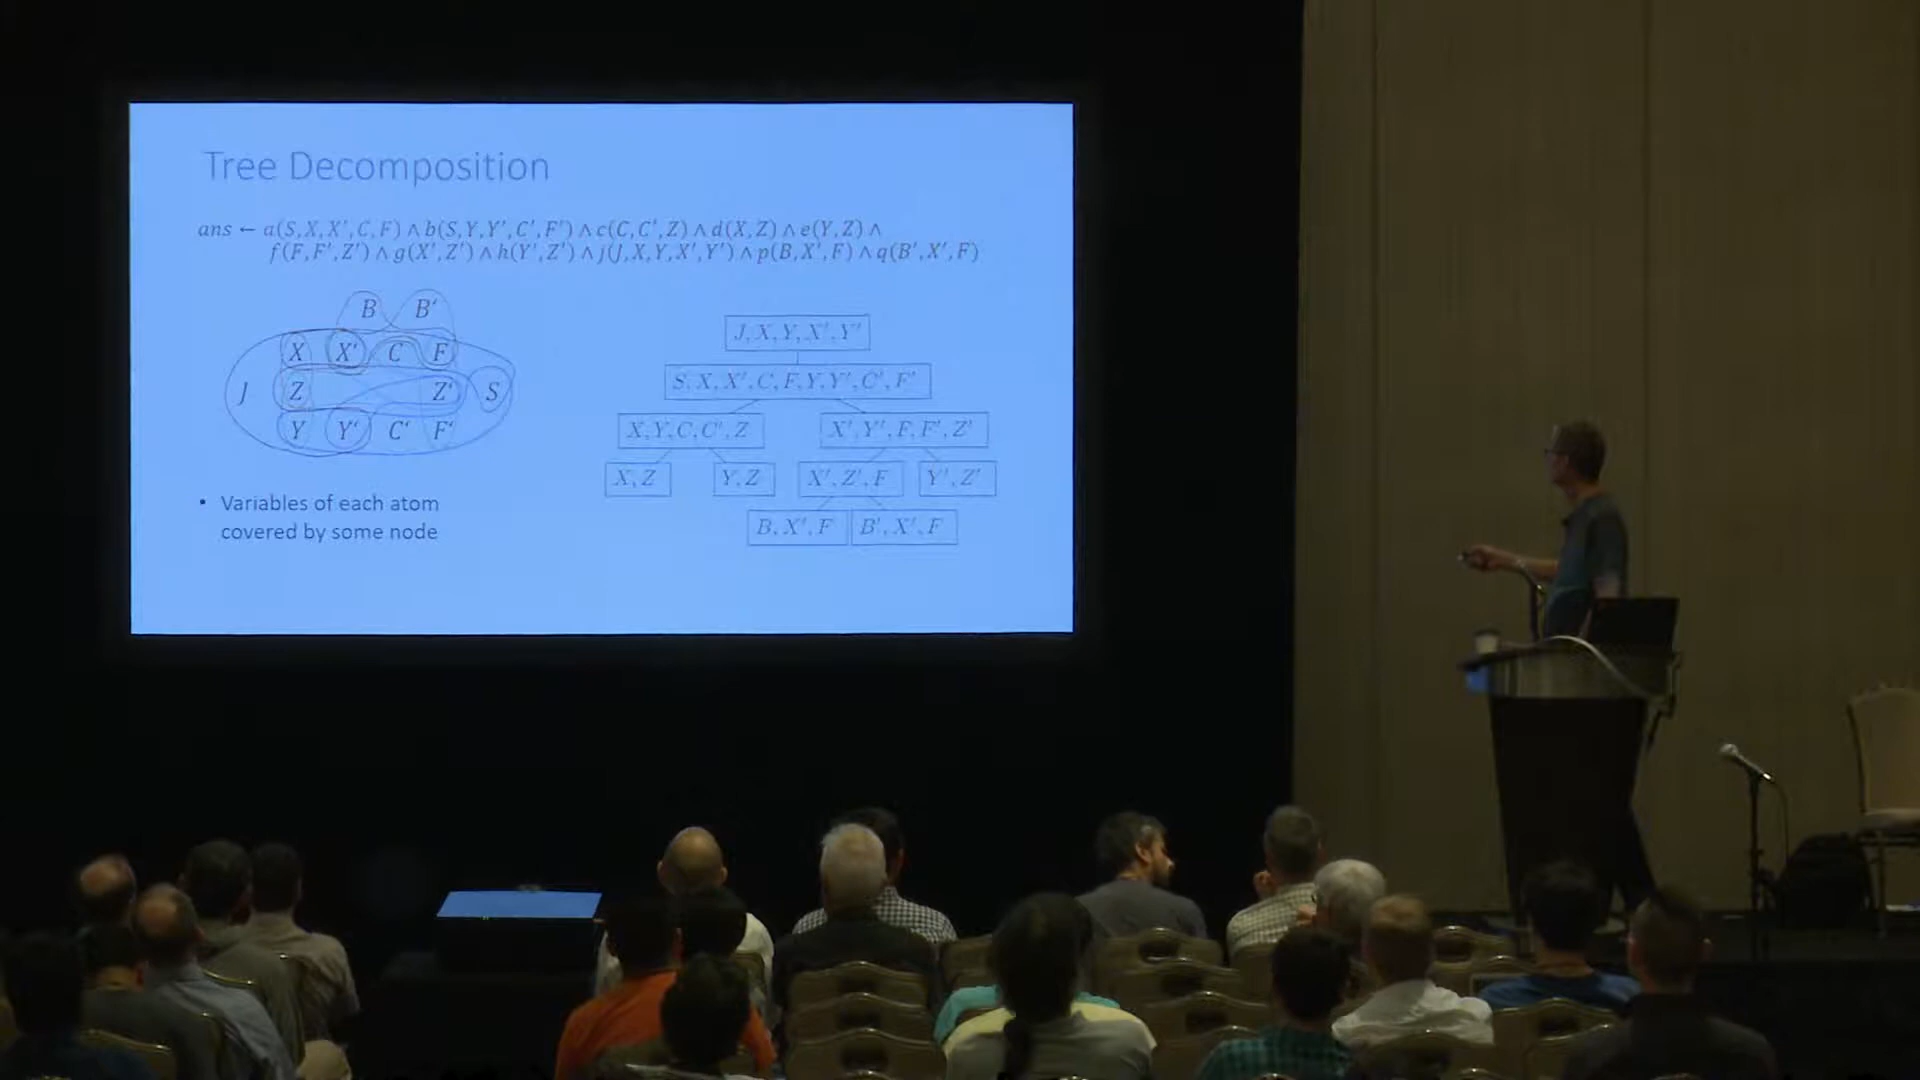 Tree Decomposition
ans ← a(S,X,X',C,F) ∧ b(S,Y,Y',C',F') ∧ c(C,C',Z) ∧ d(X,Z) ∧ e(Y,Z) ∧
f(F,F',Z') ∧ g(X',Z') ∧ h(Y',Z') ∧ j(J,X,Y,X',Y') ∧ p(B,X',F) ∧ q(B',X',F)
B B'
X X' C F
J Z Z' S
Y Y' C' F'
J,X,Y,X',Y'
S,X,X',C,F,Y,Y',C',F'
X,Y,C,C',Z X',Y',F,F',Z'
X,Z Y,Z X',Z',F Y',Z'
B,X',F B',X',F
• Variables of each atom
covered by some node